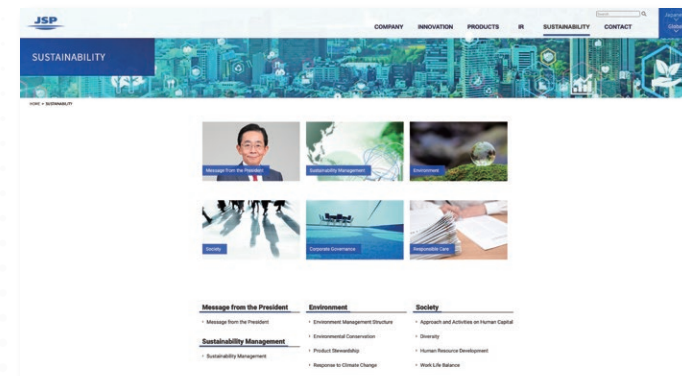 JSP
Search
Japanese
COMPANY INNOVATION PRODUCTS IR SUSTAINABILITY CONTACT
Global
SUSTAINABILITY
HOME > SUSTAINABILITY
Message from the President
Sustainability Management
Environment
Society
Corporate Governance
Responsible Care
Message from the President
Environment
Society
Message from the President
Environment Management Structure
Approach and Activities on Human Capital
Environmental Conservation
Diversity
Sustainability Management
Product Stewardship
Human Resource Development
Sustainability Management
Response to Climate Change
Work Life Balance